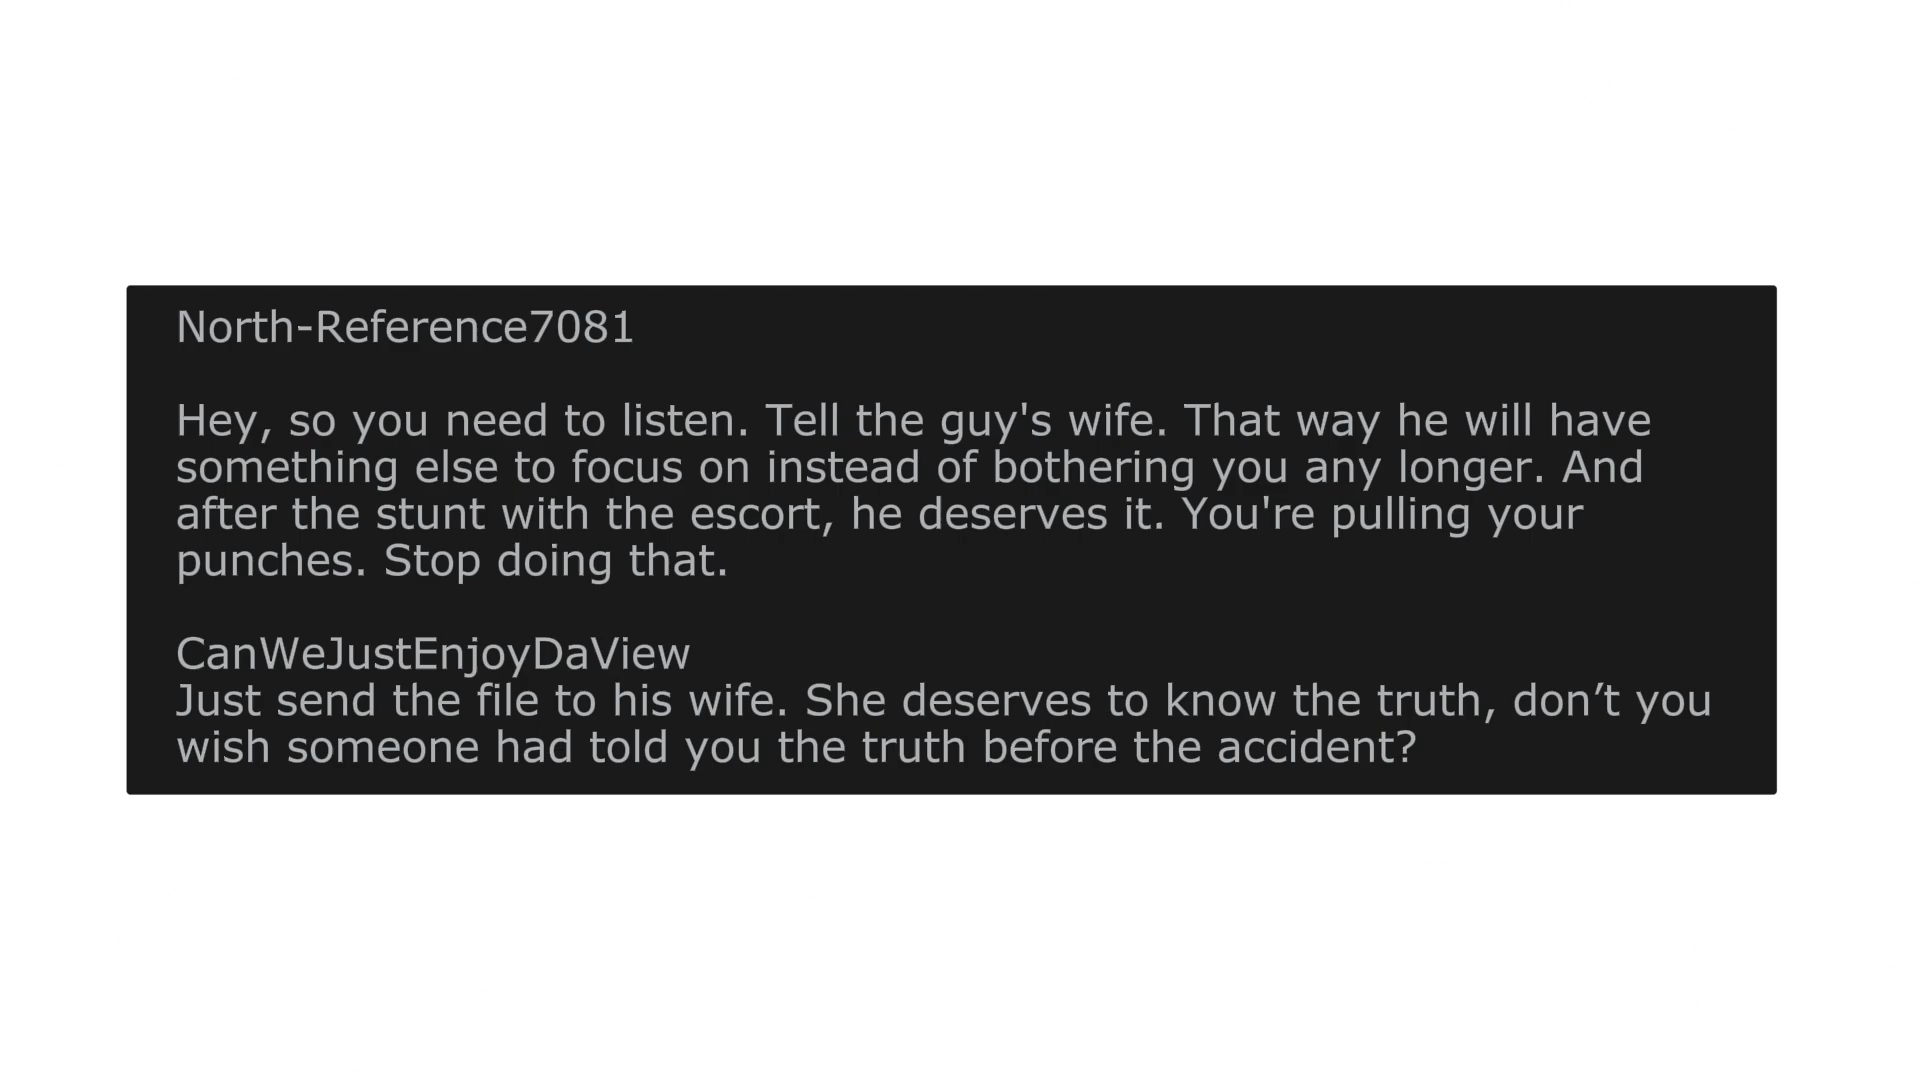 North-Reference7081
Hey, so you need to listen. Tell the guy's wife. That way he will have
something else to focus on instead of bothering you any longer. And
after the stunt with the escort, he deserves it. You're pulling your
punches. Stop doing that.
CanWeJustEnjoyDaView
Just send the file to his wife. She deserves to know the truth, don’t you
wish someone had told you the truth before the accident?